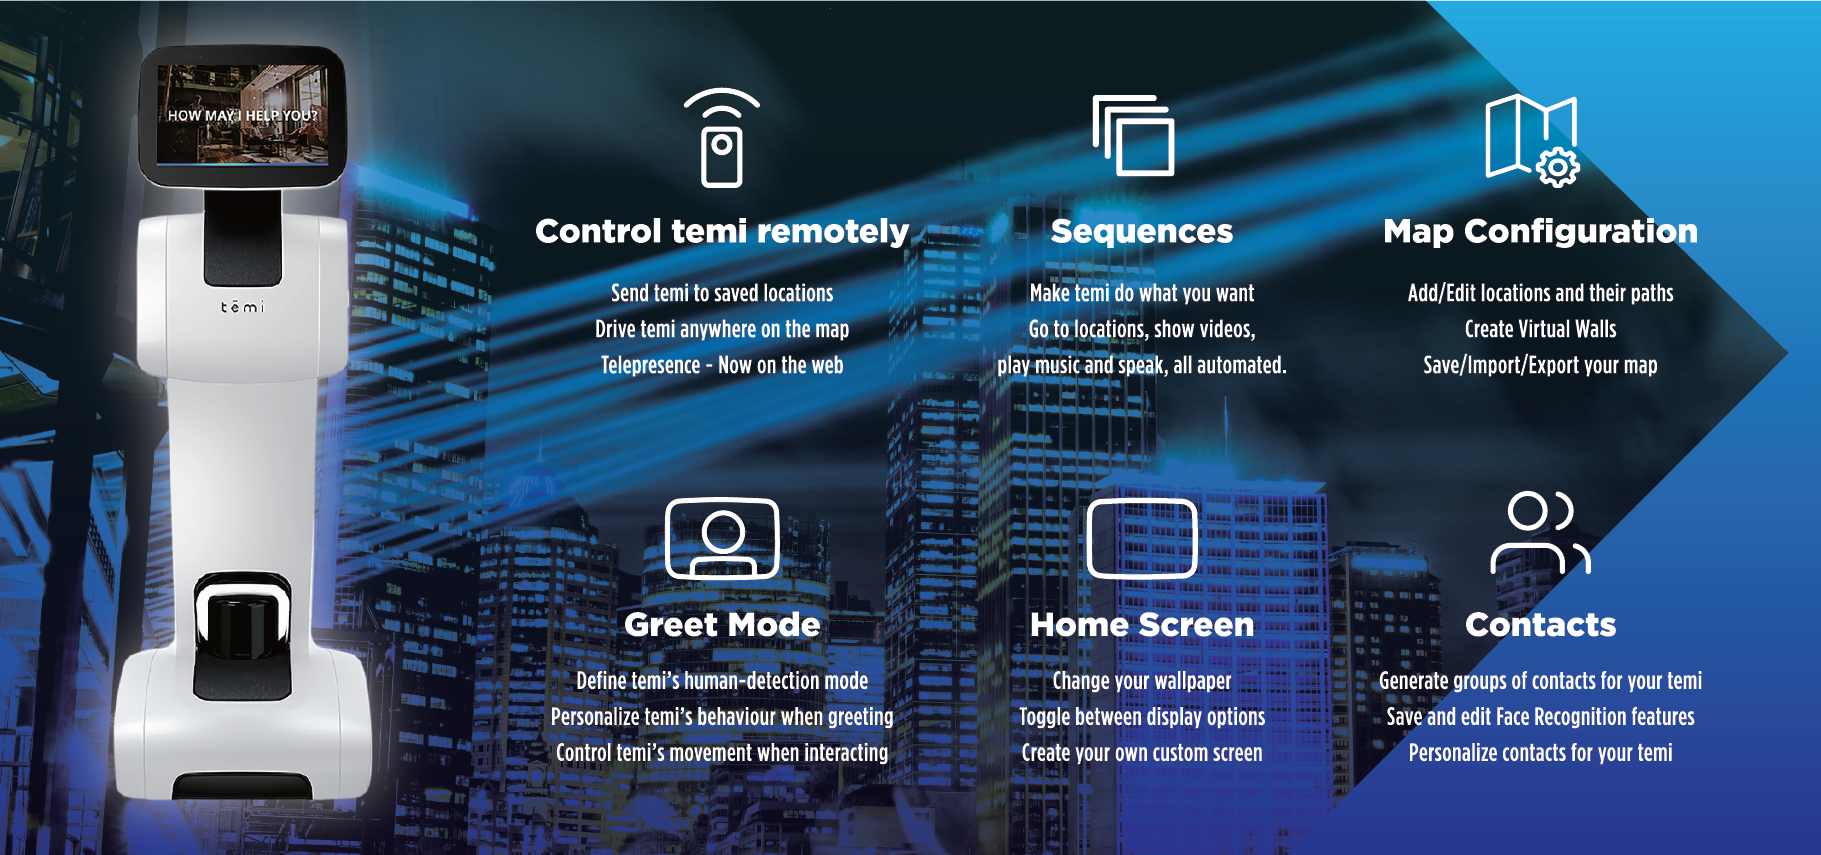 HOW MAY I HELP YOU?
tēmi
Control temi remotely
Send temi to saved locations
Drive temi anywhere on the map
Telepresence - Now on the web
Sequences
Make temi do what you want
Go to locations, show videos,
play music and speak, all automated.
Map Configuration
Add/Edit locations and their paths
Create Virtual Walls
Save/Import/Export your map
Greet Mode
Define temi's human-detection mode
Personalize temi's behaviour when greeting
Control temi's movement when interacting
Home Screen
Change your wallpaper
Toggle between display options
Create your own custom screen
Contacts
Generate groups of contacts for your temi
Save and edit Face Recognition features
Personalize contacts for your temi